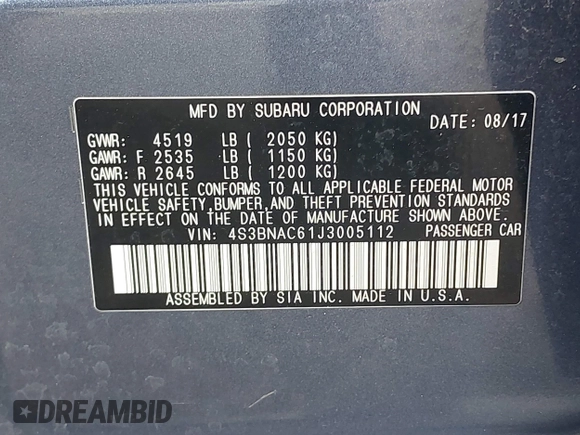 MFD BY SUBARU CORPORATION
DATE: 08/17
GVWR: 4519 LB ( 2050 KG)
GAWR: F 2535 LB ( 1150 KG)
GAWR: R 2645 LB ( 1200 KG)
THIS VEHICLE CONFORMS TO ALL APPLICABLE FEDERAL MOTOR
VEHICLE SAFETY,BUMPER,AND THEFT PREVENTION STANDARDS
IN EFFECT ON THE DATE OF MANUFACTURE SHOWN ABOVE.
VIN: 4S3BNAC61J3005112 PASSENGER CAR
ASSEMBLED BY SIA INC. MADE IN U.S.A.
DREAMBID